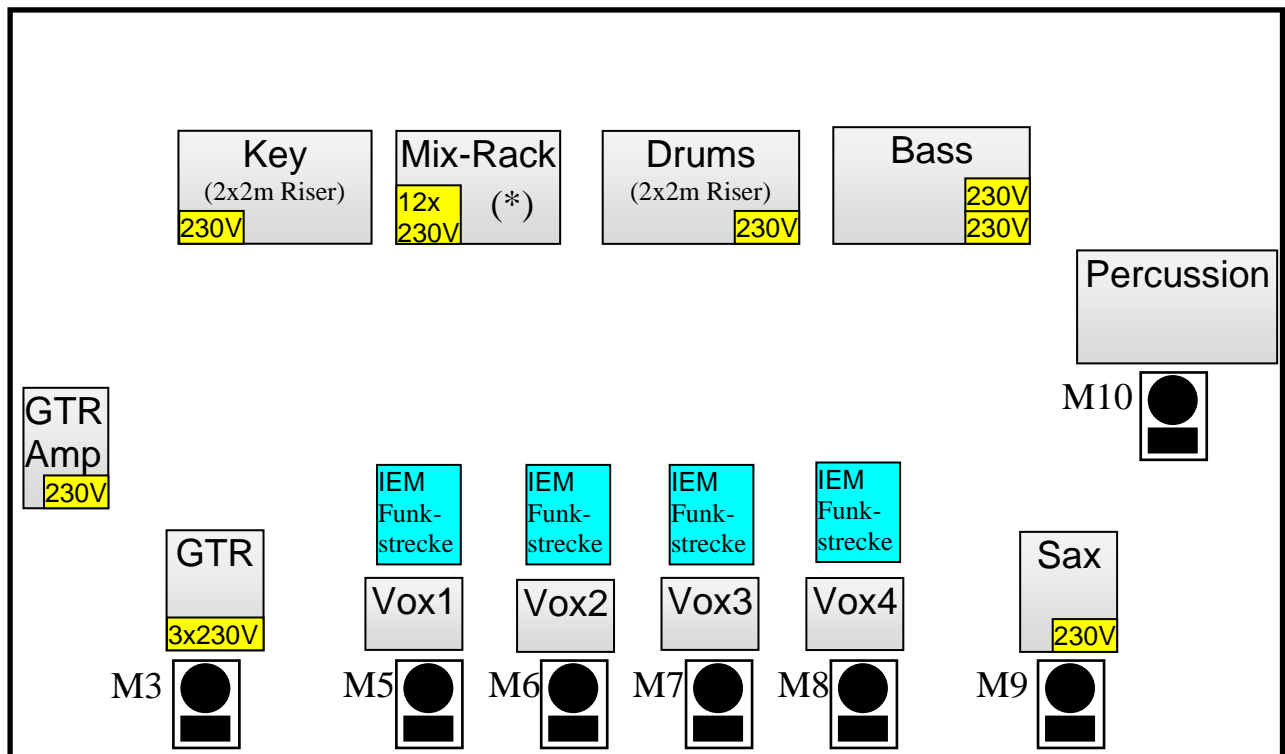 Key
(2x2m Riser)
230V
Mix-Rack
12x
230V
(*)
Drums
(2x2m Riser)
230V
Bass
230V
230V
Percussion
M10
GTR
Amp
230V
IEM
Funk-
strecke
IEM
Funk-
strecke
IEM
Funk-
strecke
IEM
Funk-
strecke
GTR
3x230V
Vox1
Vox2
Vox3
Vox4
Sax
230V
M3
M5
M6
M7
M8
M9